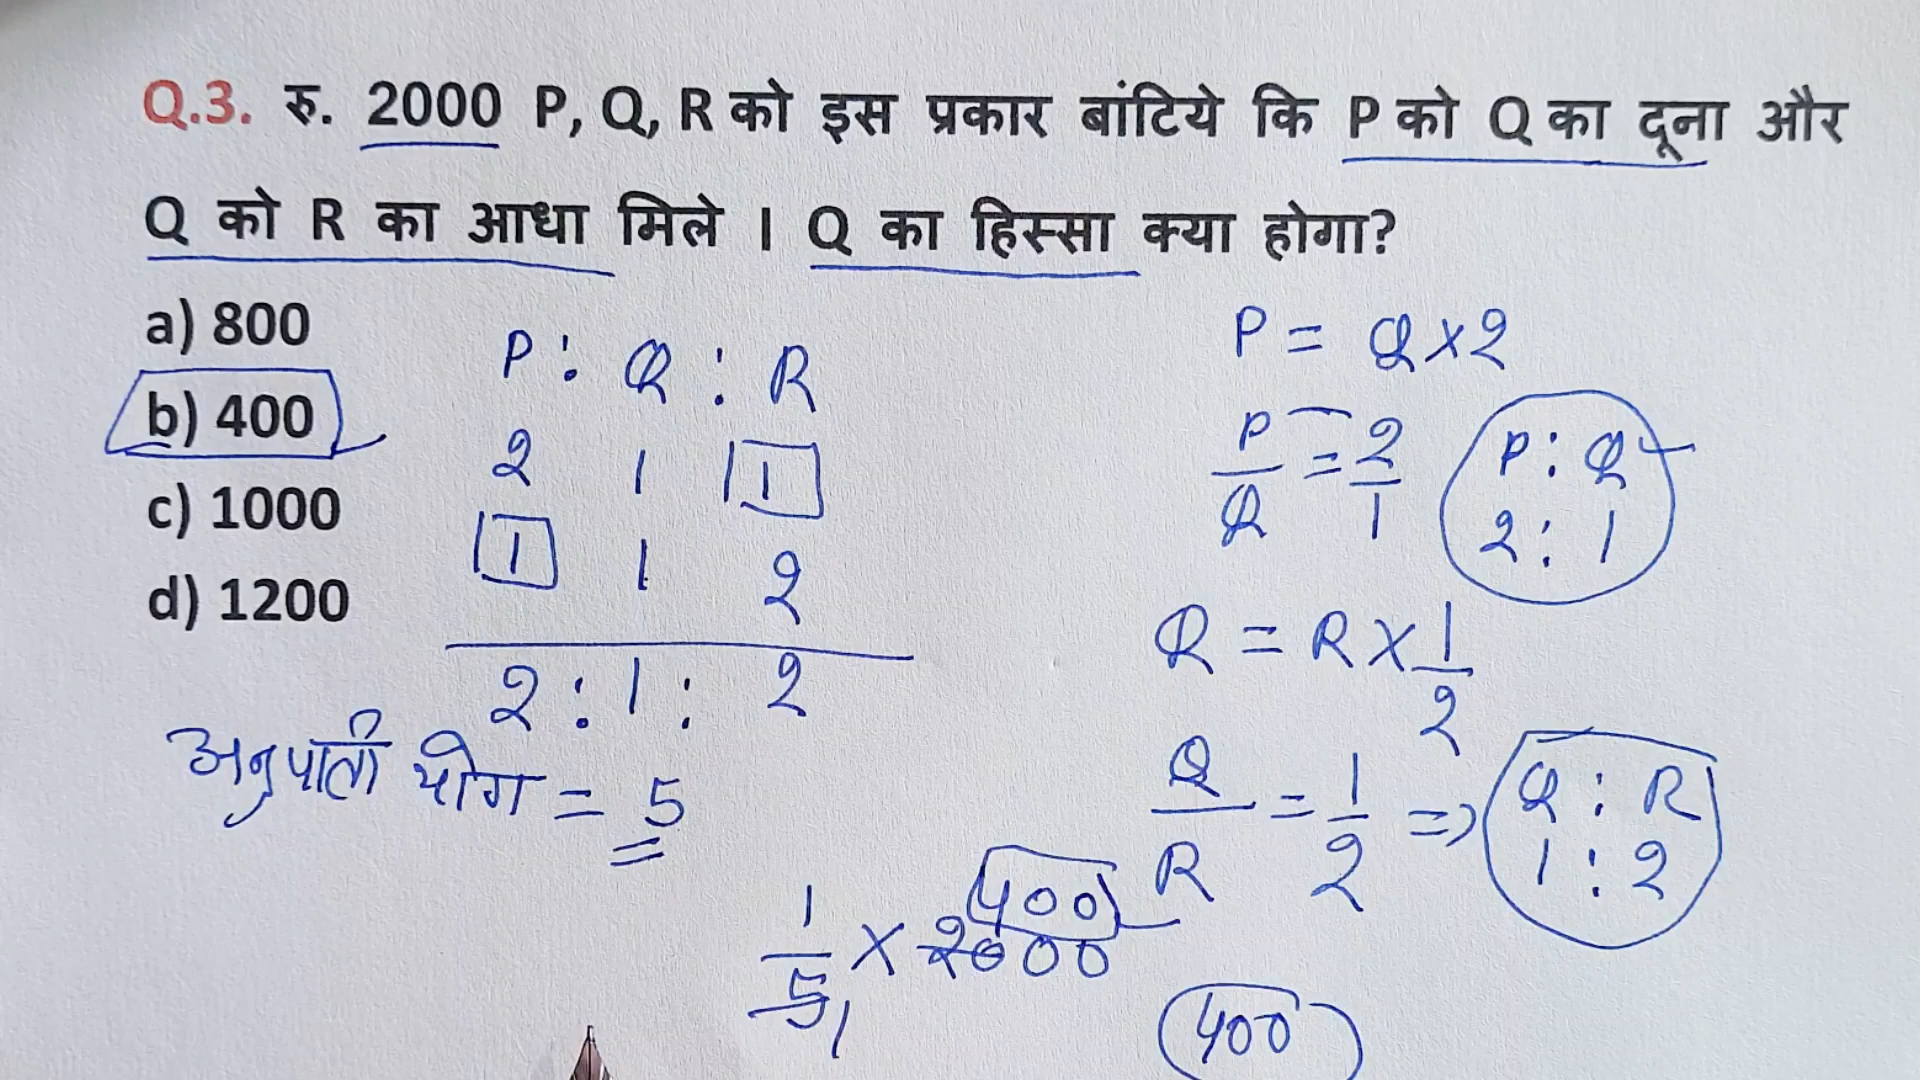 Q.3. रु. 2000 P, Q, R को इस प्रकार बांटिये कि P को Q का दूना और
Q को R का आधा मिले । Q का हिस्सा क्या होगा?
a) 800
b) 400
c) 1000
d) 1200
P : Q : R
2 1 1
1 1 2
2 : 1 : 2
अनुपाती योग = 5
P = Q × 2
P/Q = 2/1
P : Q
2 : 1
Q = R × 1/2
Q/R = 1/2 =>
Q : R
1 : 2
400
1/5 × 2000
1
400